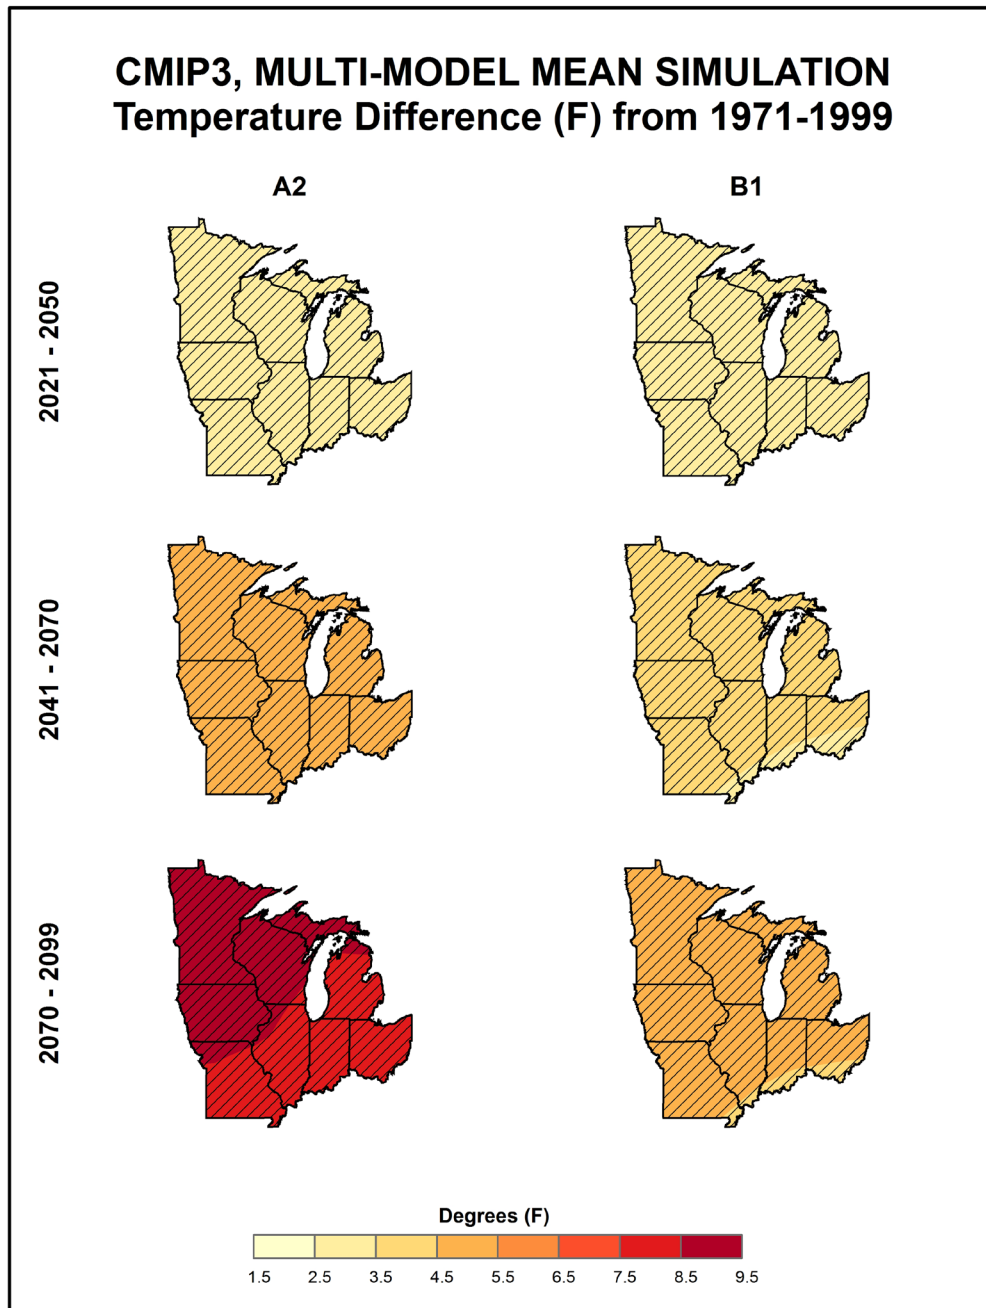 CMIP3, MULTI-MODEL MEAN SIMULATION
Temperature Difference (F) from 1971-1999
A2
B1
2021 - 2050
2041 - 2070
2070 - 2099
Degrees (F)
1.5 2.5 3.5 4.5 5.5 6.5 7.5 8.5 9.5